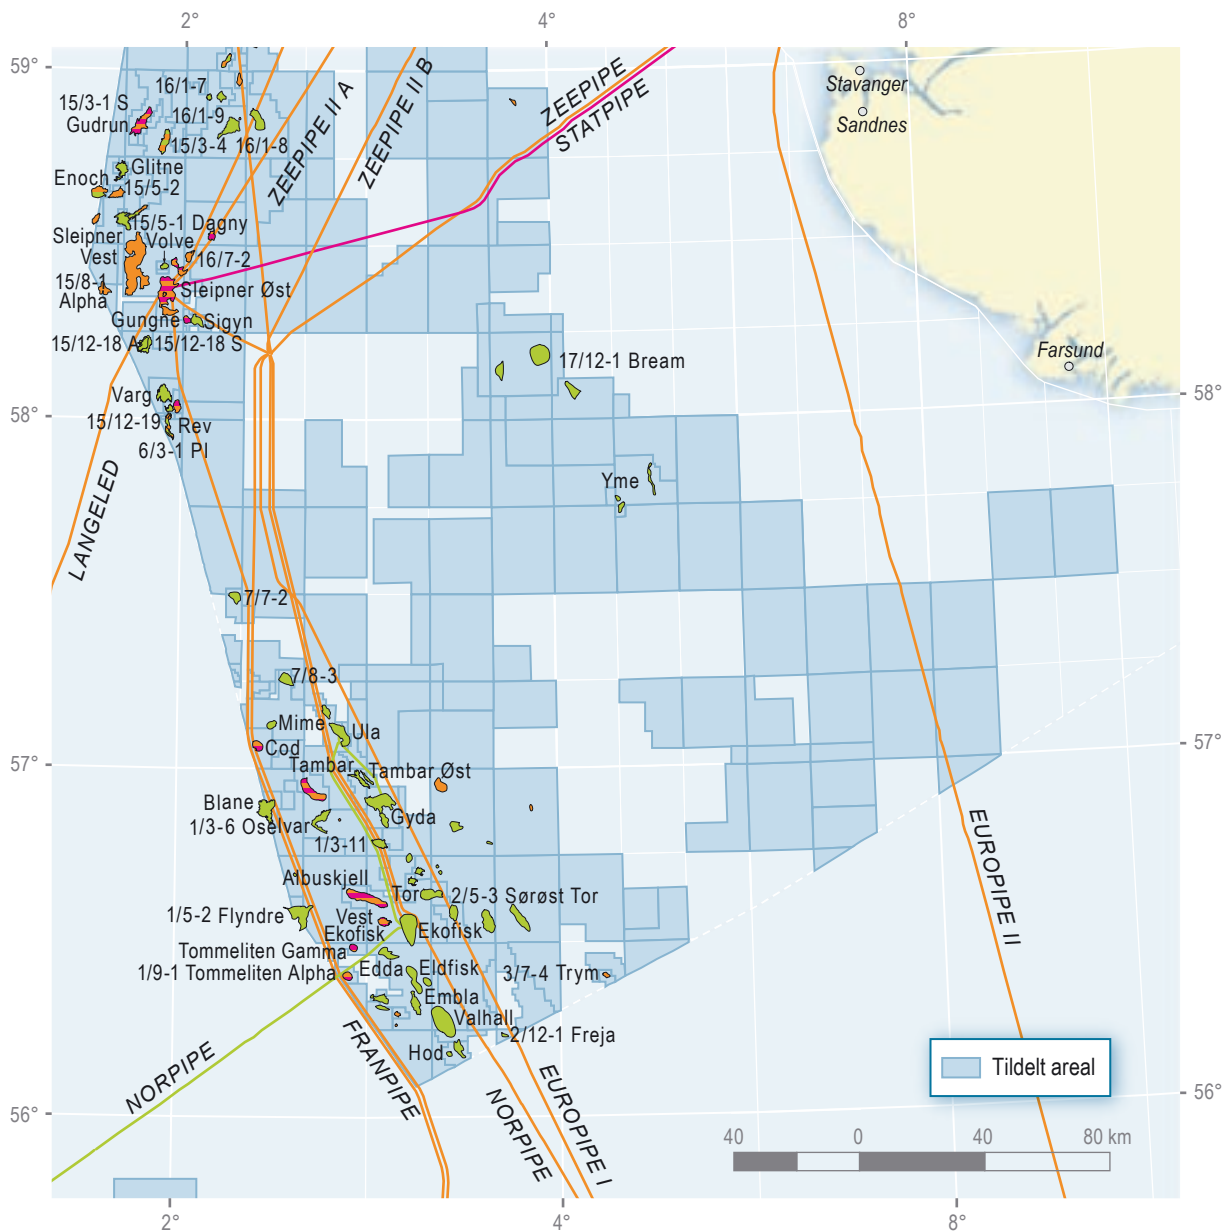 2°
4°
8°
59°
16/1-7
15/3-1 S
Gudrun
16/1-9
15/3-4
16/1-8
ZEEPIPE II A
ZEEPIPE II B
ZEEPIPE
STATPIPE
Stavanger
Sandnes
Glitne
Enoch
15/5-2
15/5-1
Dagny
Sleipner
Vest
Volve
16/7-2
15/8-1
Alpha
Sleipner Øst
Gungne
Sigyn
15/12-18 A
15/12-18 S
17/12-1 Bream
Farsund
58°
58°
Varg
15/12-19
Rev
6/3-1 PI
LANGELED
Yme
7/7-2
7/8-3
Mime
Ula
Cod
57°
57°
Tambar
Tambar Øst
Blane
1/3-6 Oselvar
Gyda
1/3-11
EUROPIPE II
Albuskjell
Tor
2/5-3 Sørøst Tor
1/5-2 Flyndre
Vest
Ekofisk
Ekofisk
Tommeliten Gamma
1/9-1 Tommeliten Alpha
Edda
Eldfisk
3/7-4 Trym
Embla
Valhall
2/12-1 Freja
Hod
NORPIPE
FRANPIPE
NORPIPE
EUROPIPE I
Tildelt areal
56°
56°
40
0
40
80 km
2°
4°
8°